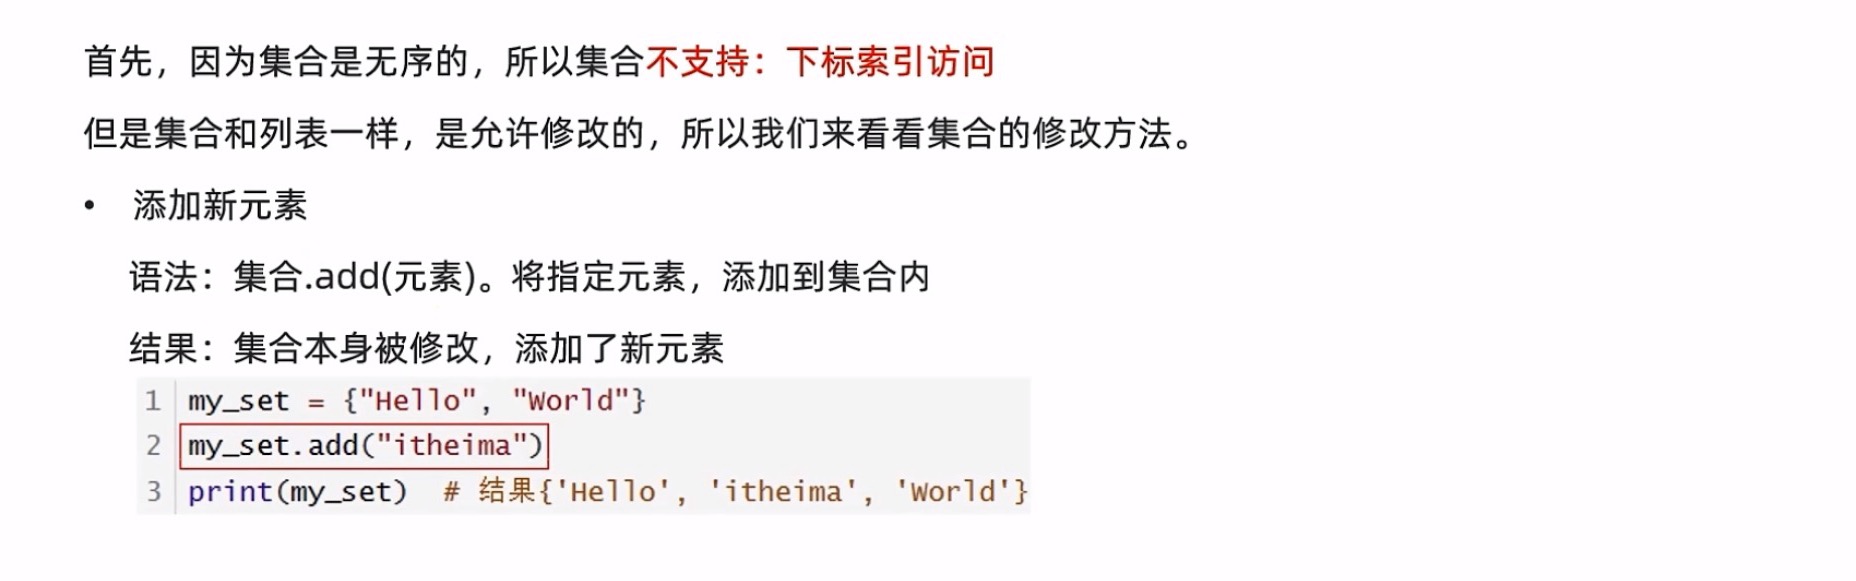 首先，因为集合是无序的，所以集合不支持：下标索引访问
但是集合和列表一样，是允许修改的，所以我们来看看集合的修改方法。
• 添加新元素
语法：集合.add(元素)。将指定元素，添加到集合内
结果：集合本身被修改，添加了新元素
1 my_set = {"Hello", "World"}
2 my_set.add("itheima")
3 print(my_set)  # 结果{'Hello', 'itheima', 'World'}